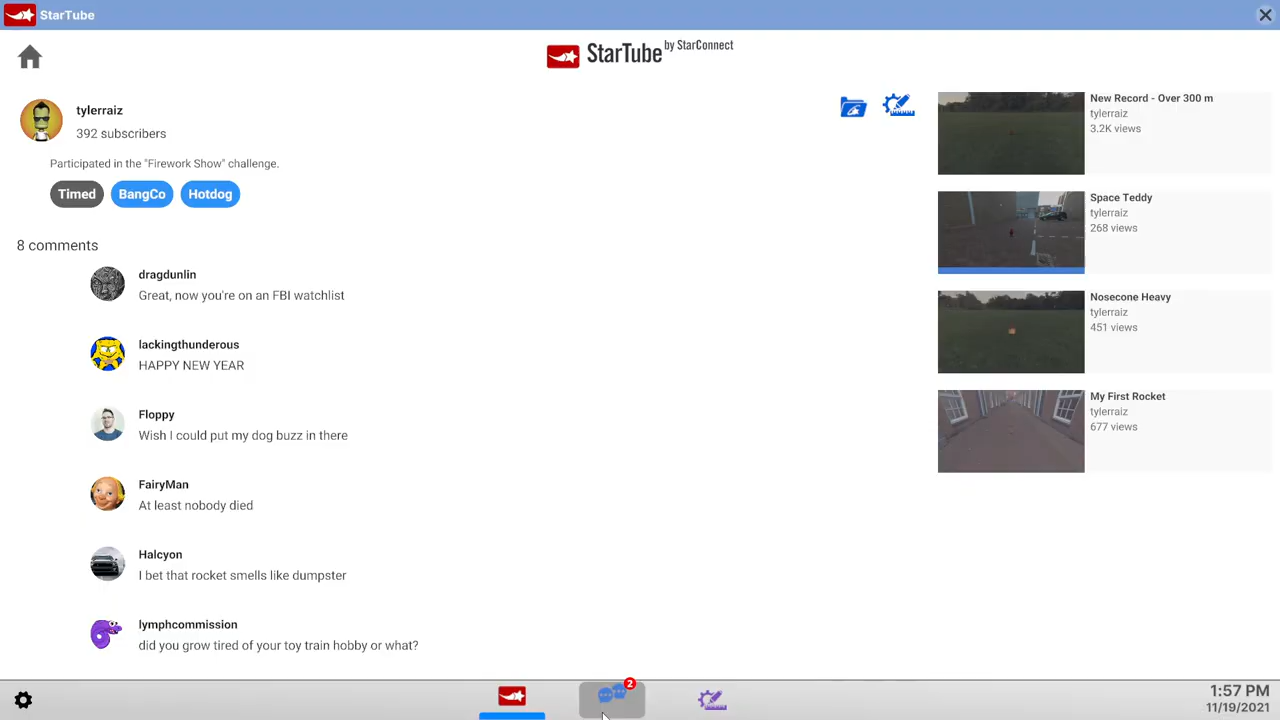 StarTube
StarTube by StarConnect
tylerraiz
392 subscribers
Participated in the "Firework Show" challenge.
Timed BangCo Hotdog
8 comments
dragdunlin
Great, now you're on an FBI watchlist
lackingthunderous
HAPPY NEW YEAR
Floppy
Wish I could put my dog buzz in there
FairyMan
At least nobody died
Halcyon
I bet that rocket smells like dumpster
lymphcommission
did you grow tired of your toy train hobby or what?
New Record - Over 300 m
tylerraiz
3.2K views
Space Teddy
tylerraiz
268 views
Nosecone Heavy
tylerraiz
451 views
My First Rocket
tylerraiz
677 views
2
1:57 PM
11/19/2021